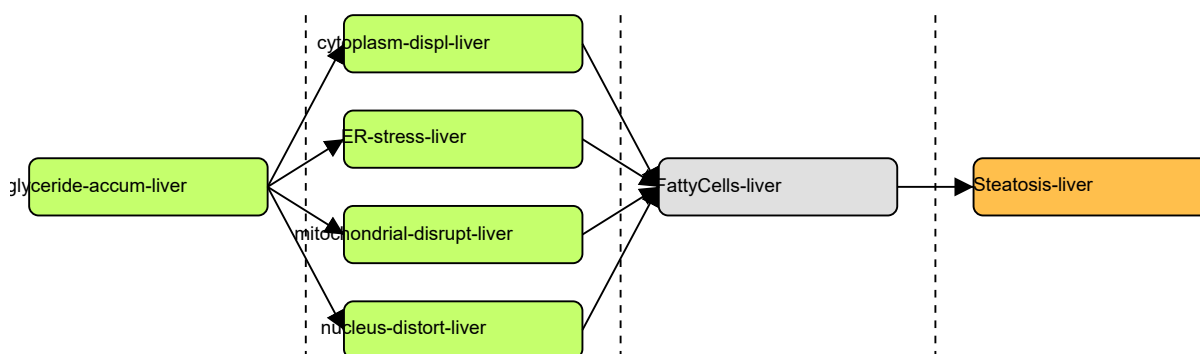 glyceride-accum-liver
cytoplasm-displ-liver
ER-stress-liver
mitochondrial-disrupt-liver
nucleus-distort-liver
FattyCells-liver
Steatosis-liver